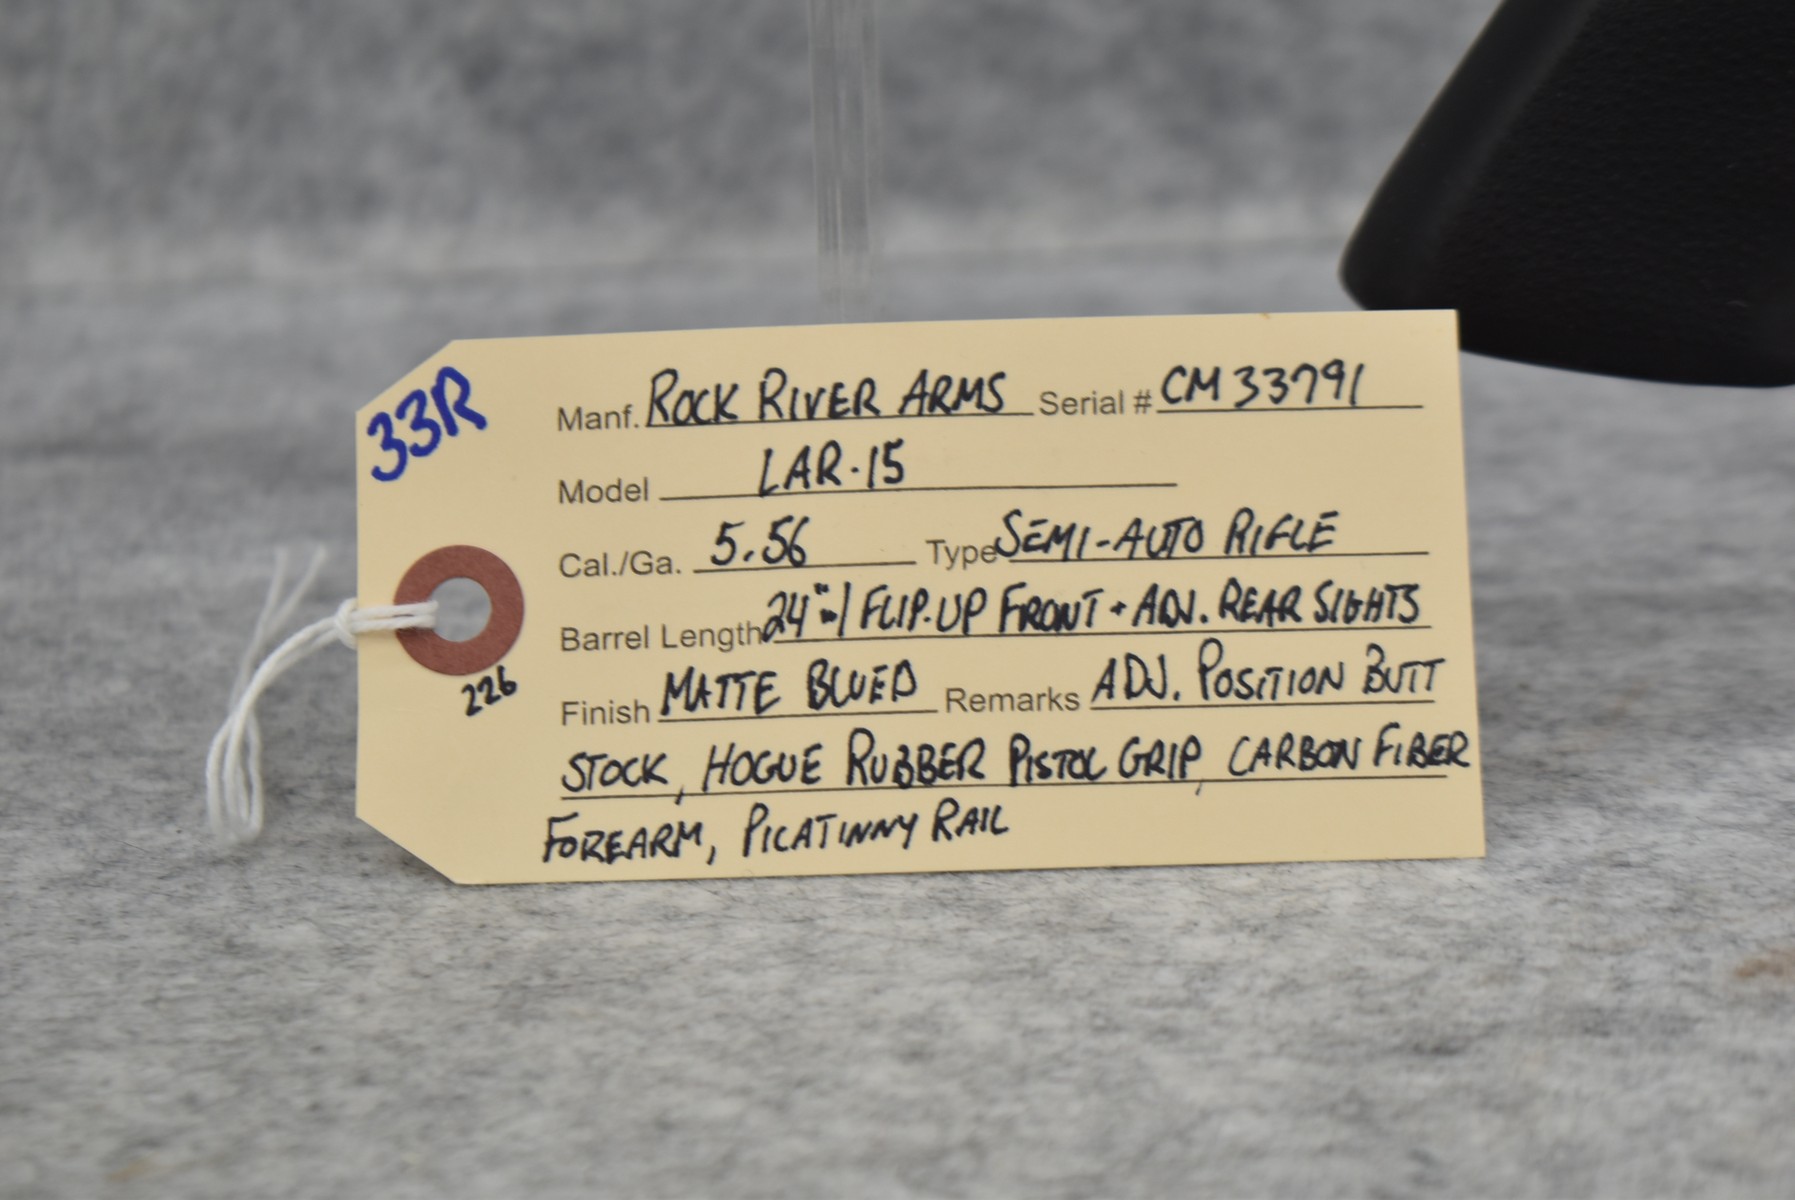 33R
Manf. ROCK RIVER ARMS Serial # CM33791
Model LAR-15
Cal./Ga. 5.56 Type SEMI-AUTO RIFLE
Barrel Length 24" w/ FLIP-UP FRONT + ADJ. REAR SIGHTS
226
Finish MATTE BLUED Remarks ADJ. POSITION BUTT
STOCK, HOGUE RUBBER PISTOL GRIP, CARBON FIBER
FOREARM, PICATINNY RAIL